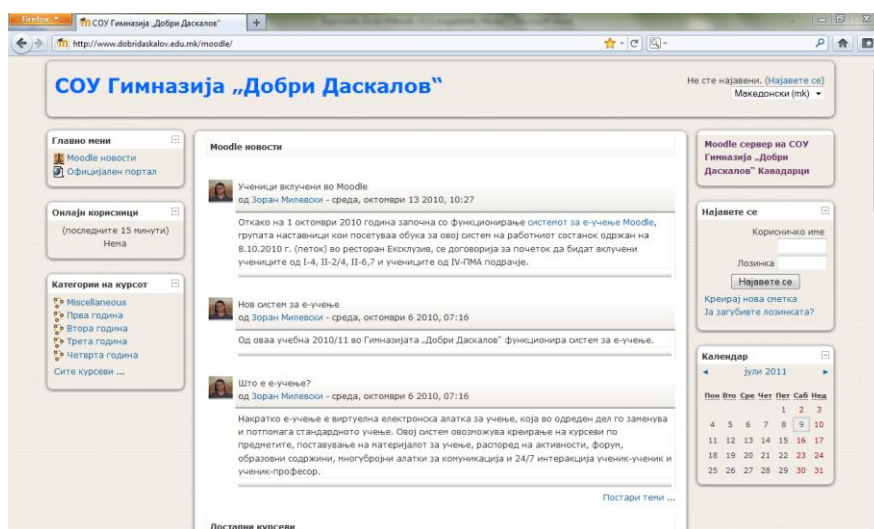 Firefox
СОУ Гимназија „Добри Даскалов“
http://www.dobridaskalov.edu.mk/moodle/
СОУ Гимназија „Добри Даскалов“
Не сте најавени. (Најавете се)
Македонски (mk)
Главно мени
Moodle новости
Официјален портал
Онлајн корисници
(последните 15 минути)
Нема
Категории на курсот
Miscellaneous
Прва година
Втора година
Трета година
Четврта година
Сите курсеви ...
Moodle новости
Ученици вклучени во Moodle
од Зоран Милевски - среда, октомври 13 2010, 10:27
Откако на 1 октомври 2010 година започна со функционирање системот за е-учење Moodle,
групата наставници кои посетуваа обука за овој систем на работниот состанок одржан на
8.10.2010 г. (петок) во ресторан Ексклузив, се договорија за почеток да бидат вклучени
учениците од I-4, II-2/4, II-6,7 и учениците од IV-ПМА подрачје.
Нов систем за е-учење
од Зоран Милевски - среда, октомври 6 2010, 07:16
Од оваа учебна 2010/11 во Гимназијата „Добри Даскалов“ функционира систем за е-учење.
Што е е-учење?
од Зоран Милевски - среда, октомври 6 2010, 07:16
Накратко е-учење е виртуелна електронска алатка за учење, која во одреден дел го заменува
и потпомага стандардното учење. Овој систем овозможува креирање на курсеви по
предметите, поставување на материјалот за учење, распоред на активности, форум,
образовни содржини, многубројни алатки за комуникација и 24/7 интеракција ученик-ученик и
ученик-професор.
Постари теми ...
Достапни курсеви
Moodle сервер на СОУ
Гимназија „Добри
Даскалов“ Кавадарци
Најавете се
Корисничко име
Лозинка
Најавете се
Креирај нова сметка
Ја загубивте лозинката?
Календар
јули 2011
Пон Вто Сре Чет Пет Саб Нед
1 2 3
4 5 6 7 8 9 10
11 12 13 14 15 16 17
18 19 20 21 22 23 24
25 26 27 28 29 30 31